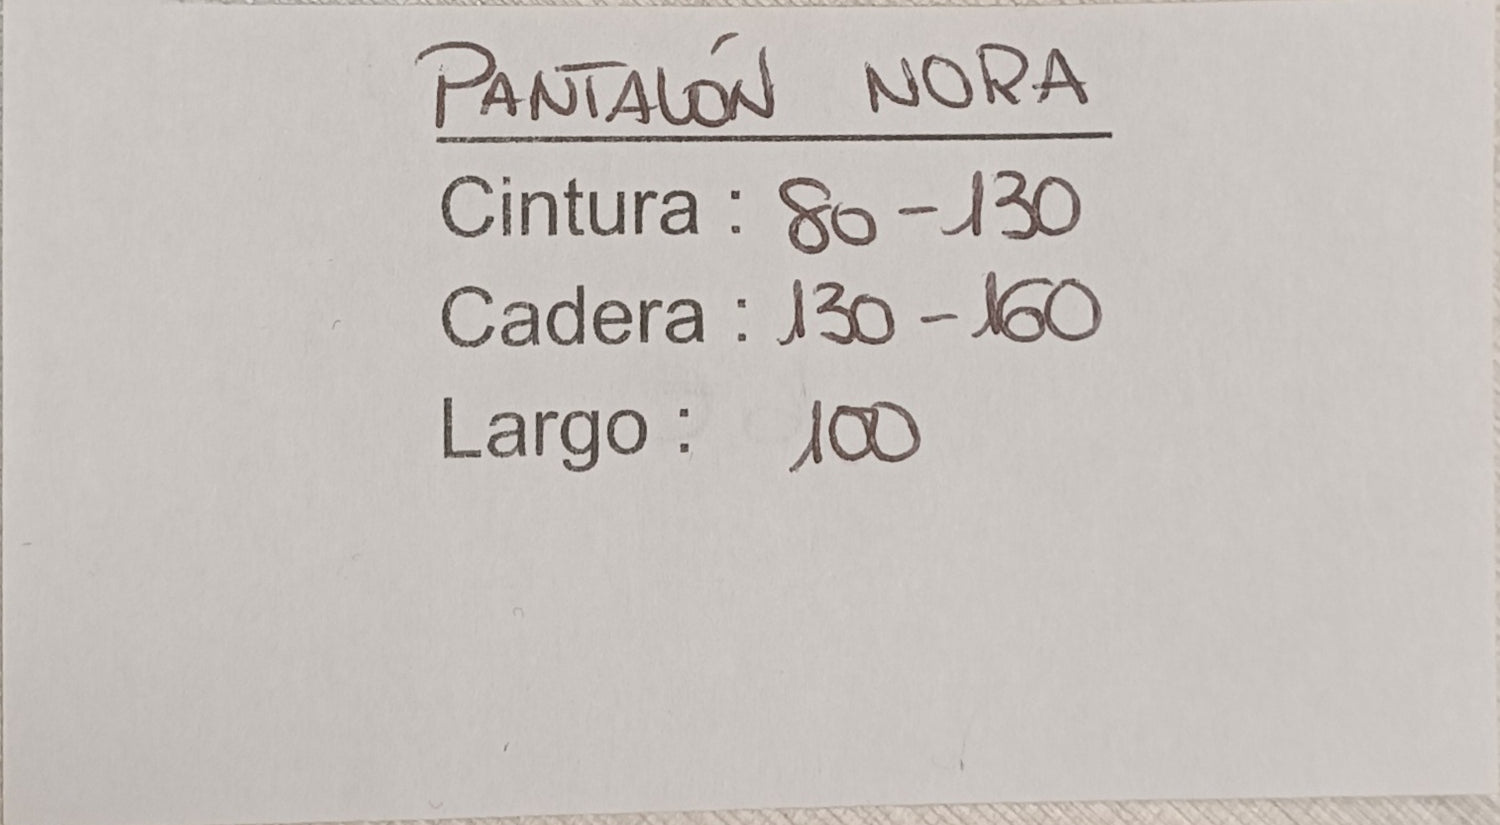 PANTALÓN NORA
Cintura : 80 - 130
Cadera : 130 - 160
Largo : 100